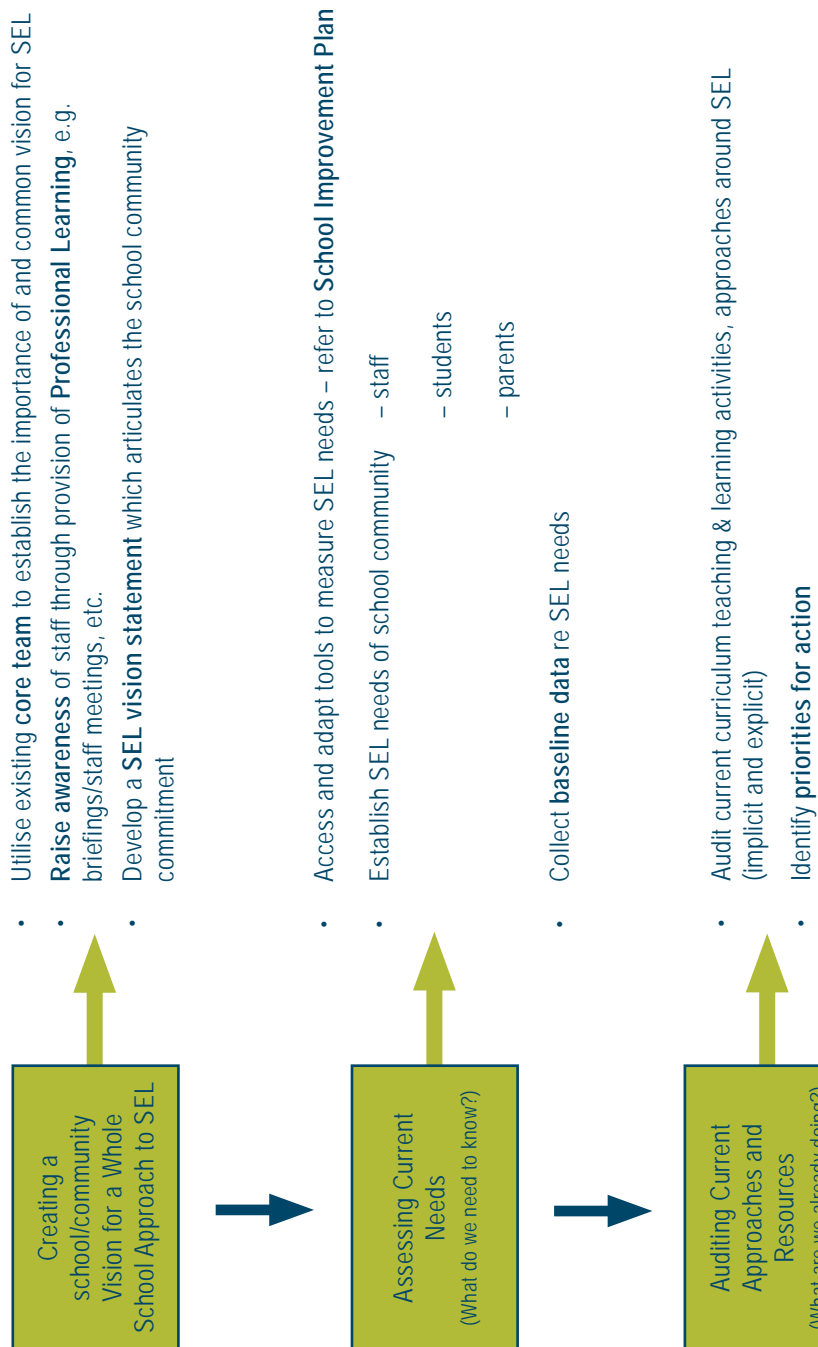 Creating a
school/community
Vision for a Whole
School Approach to SEL
• Utilise existing core team to establish the importance of and common vision for SEL
• Raise awareness of staff through provision of Professional Learning, e.g.
briefings/staff meetings, etc.
• Develop a SEL vision statement which articulates the school community
commitment
Assessing Current
Needs
(What do we need to know?)
• Access and adapt tools to measure SEL needs – refer to School Improvement Plan
• Establish SEL needs of school community – staff
– students
– parents
• Collect baseline data re SEL needs
Auditing Current
Approaches and
Resources
(What are we already doing?)
• Audit current curriculum teaching & learning activities, approaches around SEL
(implicit and explicit)
• Identify priorities for action